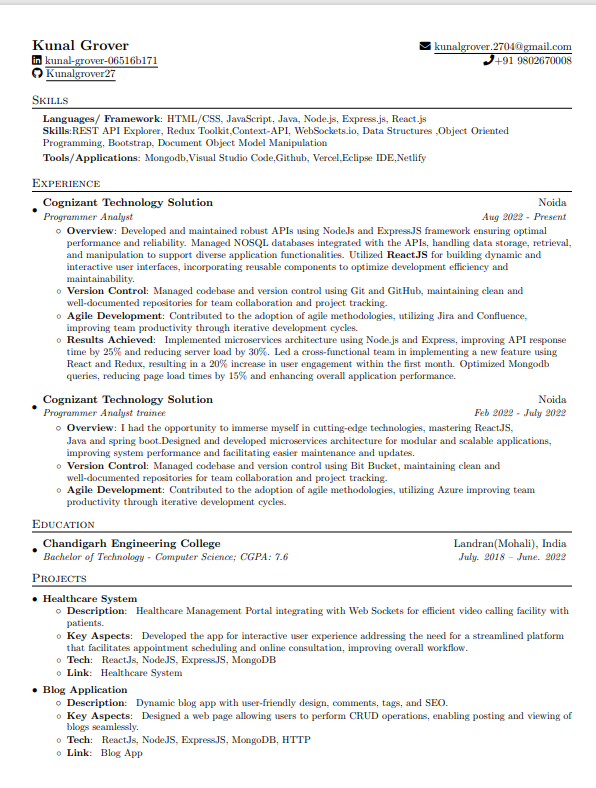 Kunal Grover
kunalgrover.2704@gmail.com
kunal-grover-06516b171
+91 9802670008
Kunalgrover27
Skills
Languages/ Framework: HTML/CSS, JavaScript, Java, Node.js, Express.js, React.js
Skills:REST API Explorer, Redux Toolkit,Context-API, WebSockets.io, Data Structures ,Object Oriented
Programming, Bootstrap, Document Object Model Manipulation
Tools/Applications: Mongodb,Visual Studio Code,Github, Vercel,Eclipse IDE,Netlify
Experience
• Cognizant Technology Solution Noida
Programmer Analyst Aug 2022 - Present
◦ Overview: Developed and maintained robust APIs using NodeJs and ExpressJS framework ensuring optimal
performance and reliability. Managed NOSQL databases integrated with the APIs, handling data storage, retrieval,
and manipulation to support diverse application functionalities. Utilized ReactJS for building dynamic and
interactive user interfaces, incorporating reusable components to optimize development efficiency and
maintainability.
◦ Version Control: Managed codebase and version control using Git and GitHub, maintaining clean and
well-documented repositories for team collaboration and project tracking.
◦ Agile Development: Contributed to the adoption of agile methodologies, utilizing Jira and Confluence,
improving team productivity through iterative development cycles.
◦ Results Achieved: Implemented microservices architecture using Node.js and Express, improving API response
time by 25% and reducing server load by 30%. Led a cross-functional team in implementing a new feature using
React and Redux, resulting in a 20% increase in user engagement within the first month. Optimized Mongodb
queries, reducing page load times by 15% and enhancing overall application performance.
• Cognizant Technology Solution Noida
Programmer Analyst trainee Feb 2022 - July 2022
◦ Overview: I had the opportunity to immerse myself in cutting-edge technologies, mastering ReactJS,
Java and spring boot.Designed and developed microservices architecture for modular and scalable applications,
improving system performance and facilitating easier maintenance and updates.
◦ Version Control: Managed codebase and version control using Bit Bucket, maintaining clean and
well-documented repositories for team collaboration and project tracking.
◦ Agile Development: Contributed to the adoption of agile methodologies, utilizing Azure improving team
productivity through iterative development cycles.
Education
• Chandigarh Engineering College Landran(Mohali), India
Bachelor of Technology - Computer Science; CGPA: 7.6 July. 2018 – June. 2022
Projects
• Healthcare System
◦ Description: Healthcare Management Portal integrating with Web Sockets for efficient video calling facility with
patients.
◦ Key Aspects: Developed the app for interactive user experience addressing the need for a streamlined platform
that facilitates appointment scheduling and online consultation, improving overall workflow.
◦ Tech: ReactJs, NodeJS, ExpressJS, MongoDB
◦ Link: Healthcare System
• Blog Application
◦ Description: Dynamic blog app with user-friendly design, comments, tags, and SEO.
◦ Key Aspects: Designed a web page allowing users to perform CRUD operations, enabling posting and viewing of
blogs seamlessly.
◦ Tech: ReactJs, NodeJS, ExpressJS, MongoDB, HTTP
◦ Link: Blog App